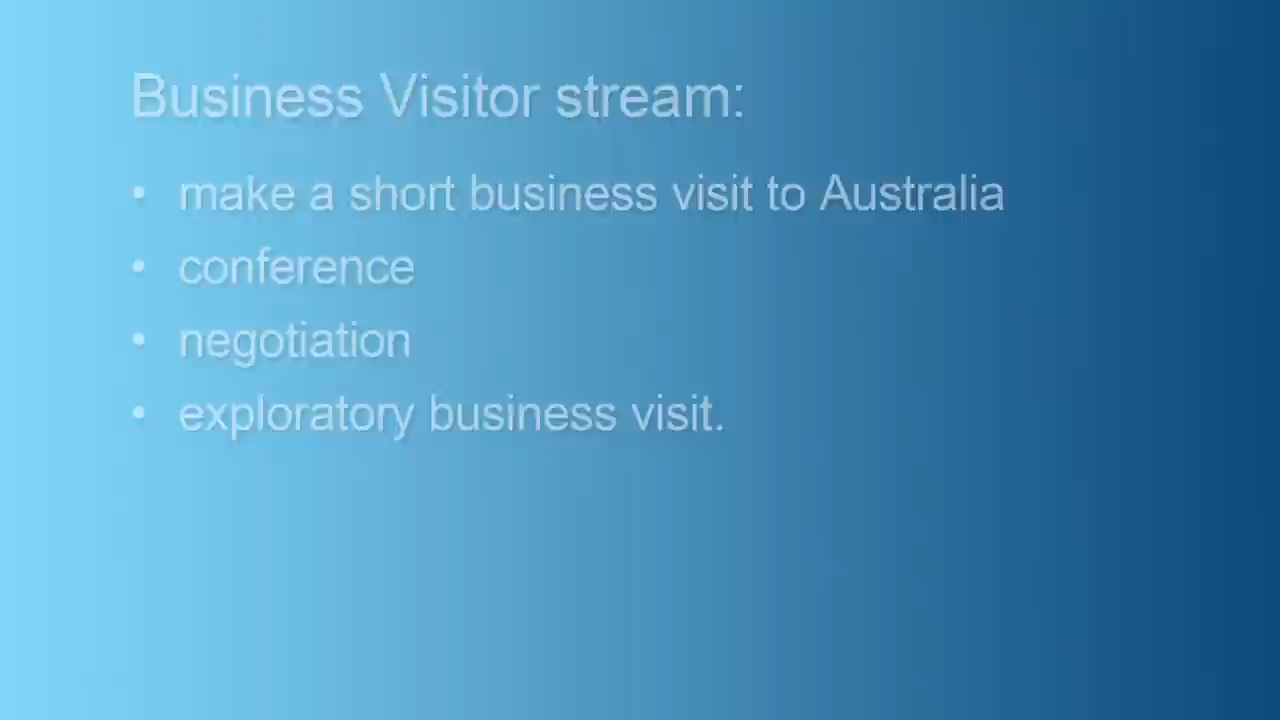 Business Visitor stream:
• make a short business visit to Australia
• conference
• negotiation
• exploratory business visit.